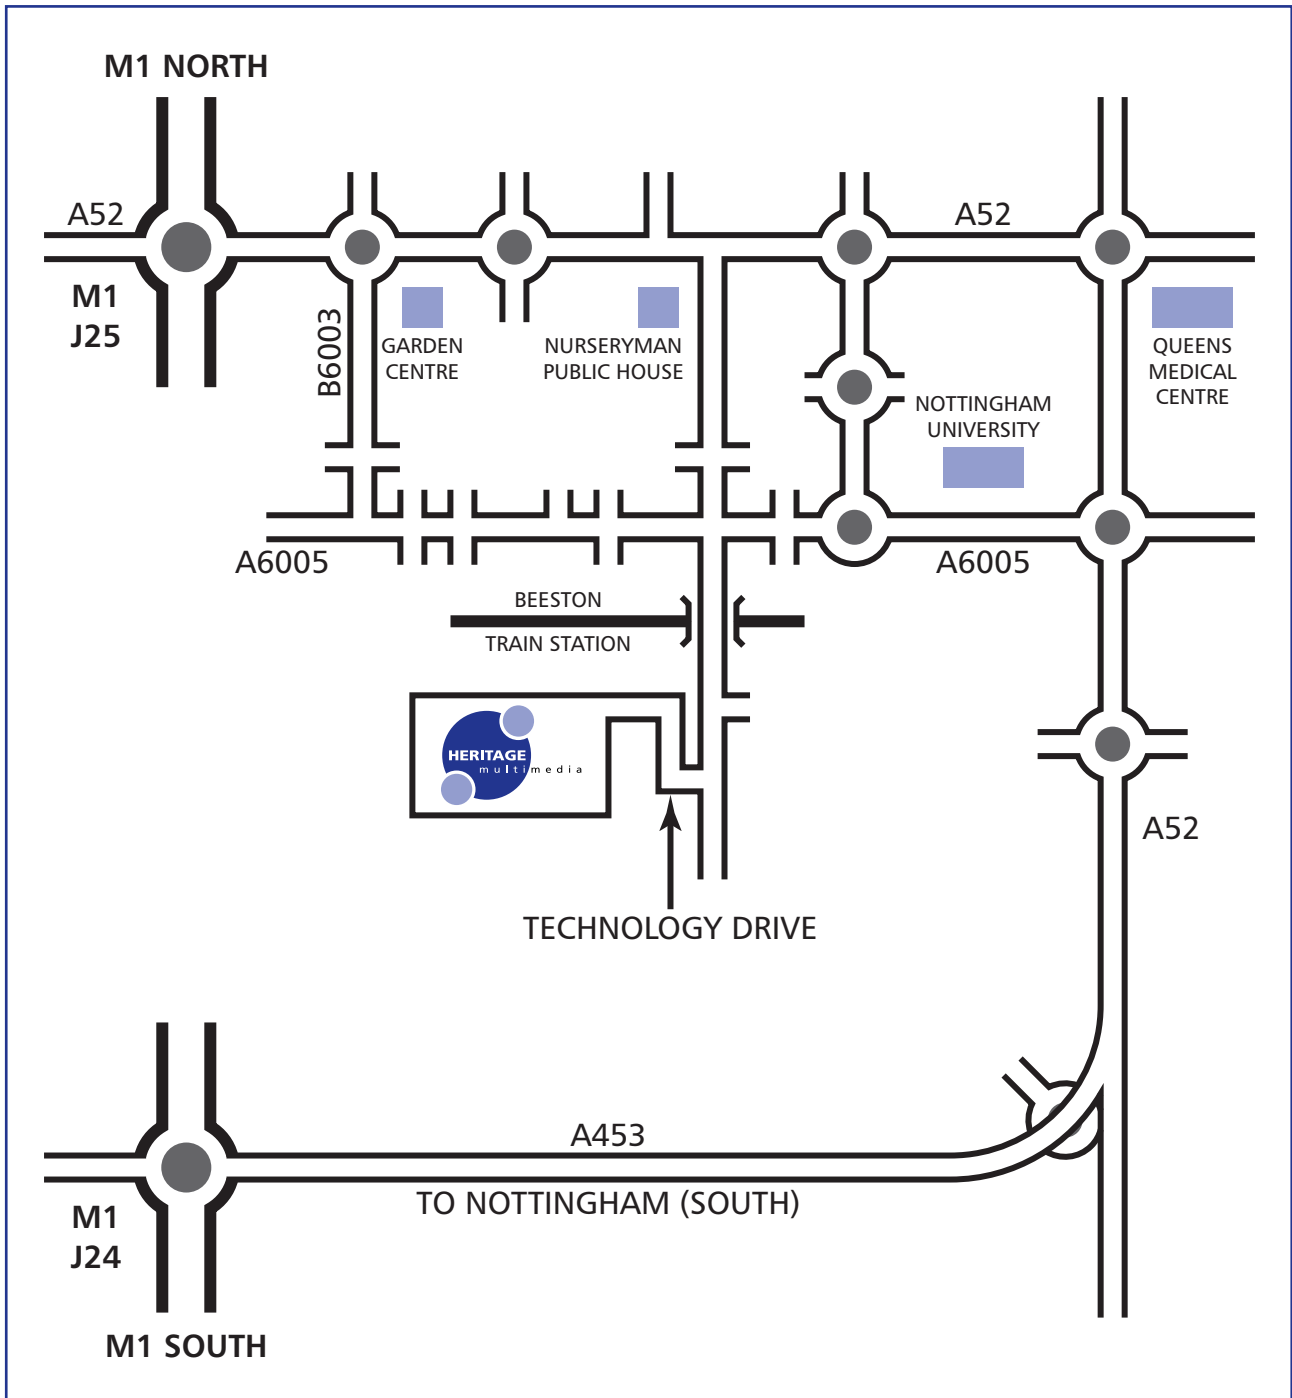 M1 NORTH
A52
A52
M1
J25
B6003
GARDEN
CENTRE
NURSERYMAN
PUBLIC HOUSE
QUEENS
MEDICAL
CENTRE
NOTTINGHAM
UNIVERSITY
A6005
A6005
BEESTON
TRAIN STATION
HERITAGE
multimedia
A52
TECHNOLOGY DRIVE
A453
TO NOTTINGHAM (SOUTH)
M1
J24
M1 SOUTH